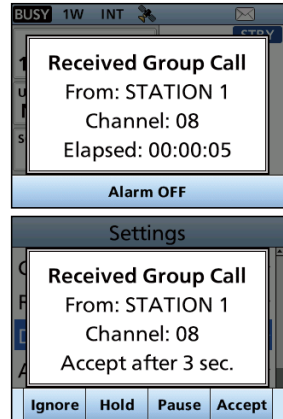 BUSY 1W INT
STBY
Received Group Call
From: STATION 1
Channel: 08
Elapsed: 00:00:05
Alarm OFF
Settings
Received Group Call
From: STATION 1
Channel: 08
Accept after 3 sec.
Ignore Hold Pause Accept